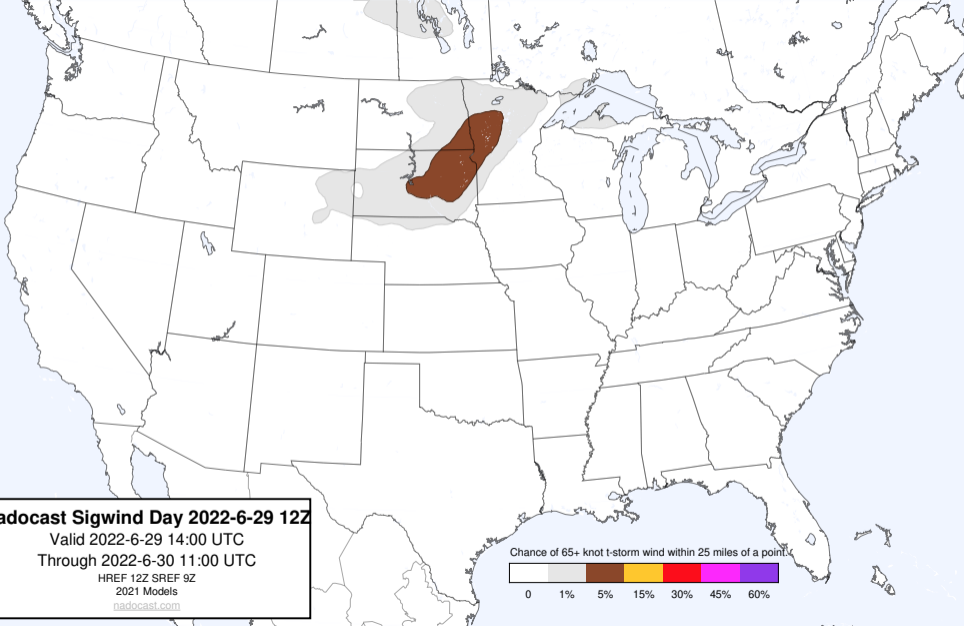 adocast Sigwind Day 2022-6-29 12Z
Valid 2022-6-29 14:00 UTC
Through 2022-6-30 11:00 UTC
HREF 12Z SREF 9Z
2021 Models
nadocast.com
Chance of 65+ knot t-storm wind within 25 miles of a point.
0 1% 5% 15% 30% 45% 60%